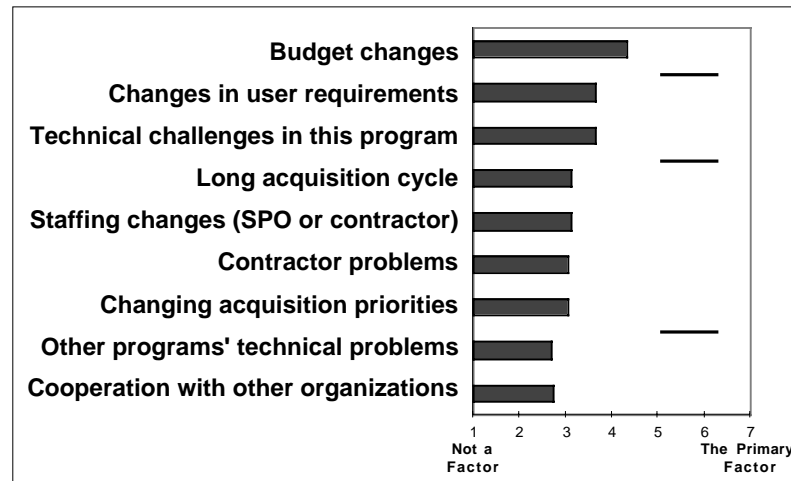 Budget changes
Changes in user requirements
Technical challenges in this program
Long acquisition cycle
Staffing changes (SPO or contractor)
Contractor problems
Changing acquisition priorities
Other programs' technical problems
Cooperation with other organizations
1 2 3 4 5 6 7
Not a The Primary
Factor Factor